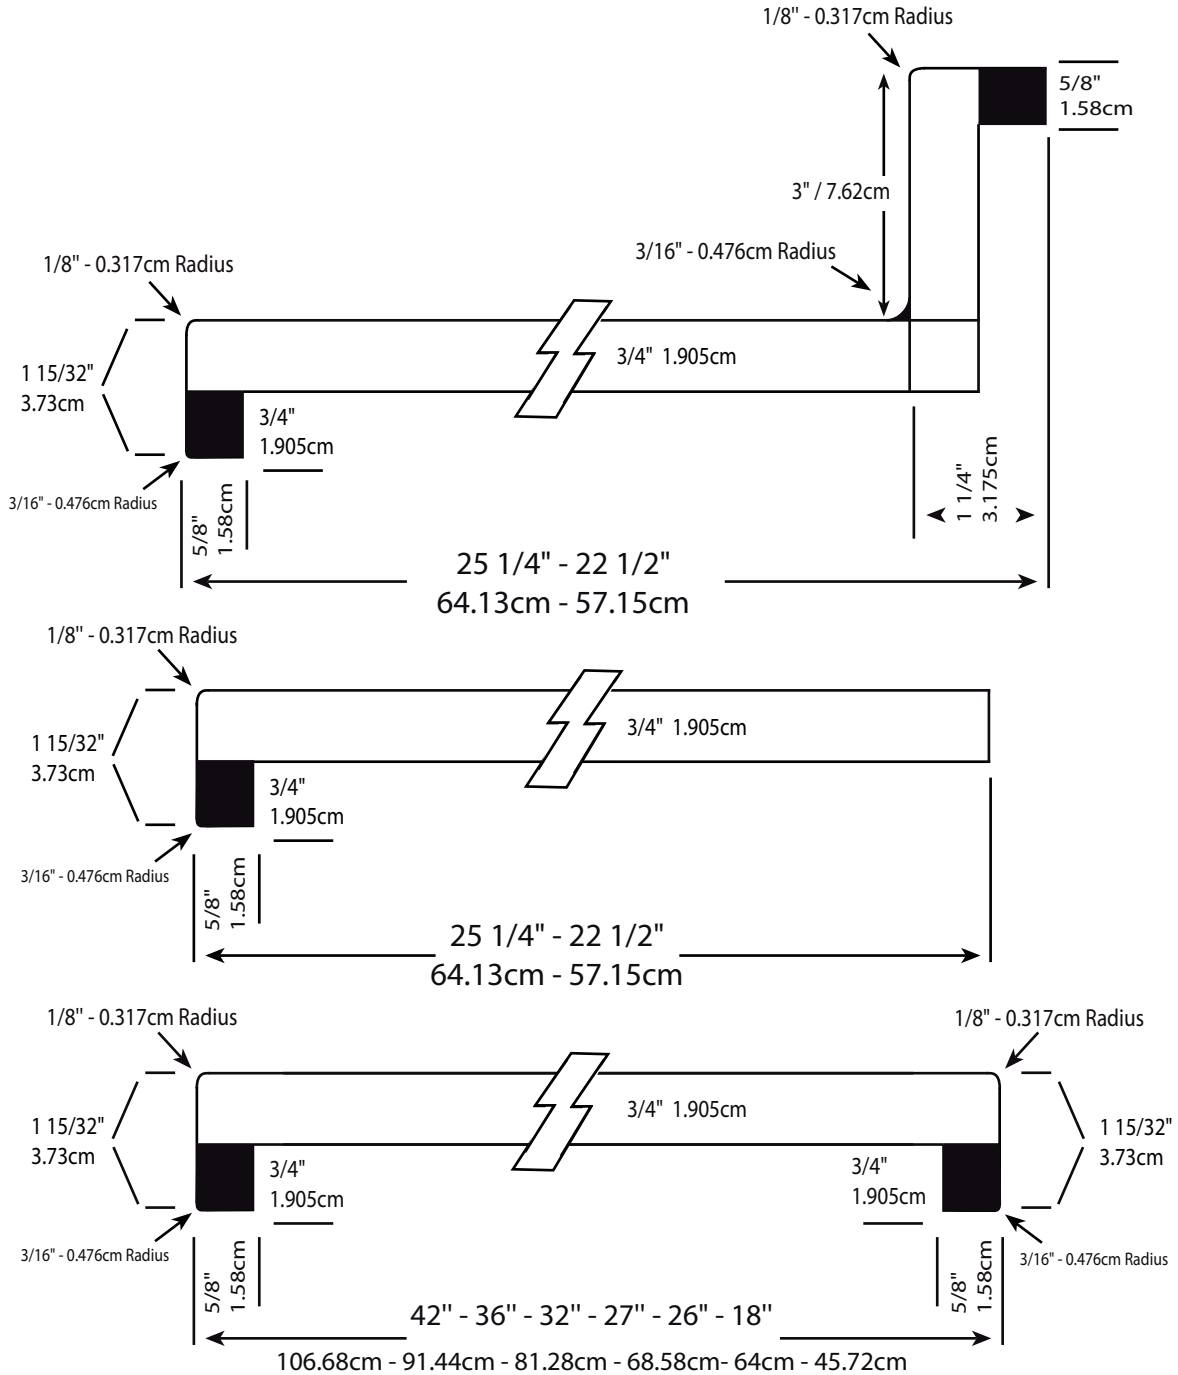 1/8" - 0.317cm Radius
5/8"
1.58cm
3" / 7.62cm
3/16" - 0.476cm Radius
1/8" - 0.317cm Radius
1 15/32"
3.73cm
3/4" 1.905cm
3/4"
1.905cm
3/16" - 0.476cm Radius
5/8"
1.58cm
1 1/4"
3.175cm
25 1/4" - 22 1/2"
64.13cm - 57.15cm
1/8" - 0.317cm Radius
1 15/32"
3.73cm
3/4" 1.905cm
3/4"
1.905cm
3/16" - 0.476cm Radius
5/8"
1.58cm
25 1/4" - 22 1/2"
64.13cm - 57.15cm
1/8" - 0.317cm Radius
1/8" - 0.317cm Radius
1 15/32"
3.73cm
3/4" 1.905cm
1 15/32"
3.73cm
3/4"
1.905cm
3/4"
1.905cm
3/16" - 0.476cm Radius
3/16" - 0.476cm Radius
5/8"
1.58cm
5/8"
1.58cm
42" - 36" - 32" - 27" - 26" - 18"
106.68cm - 91.44cm - 81.28cm - 68.58cm- 64cm - 45.72cm